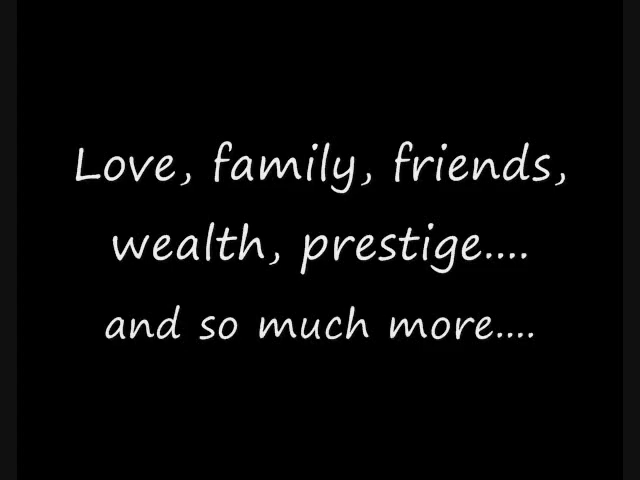 Love, family, friends,
wealth, prestige....
and so much more....